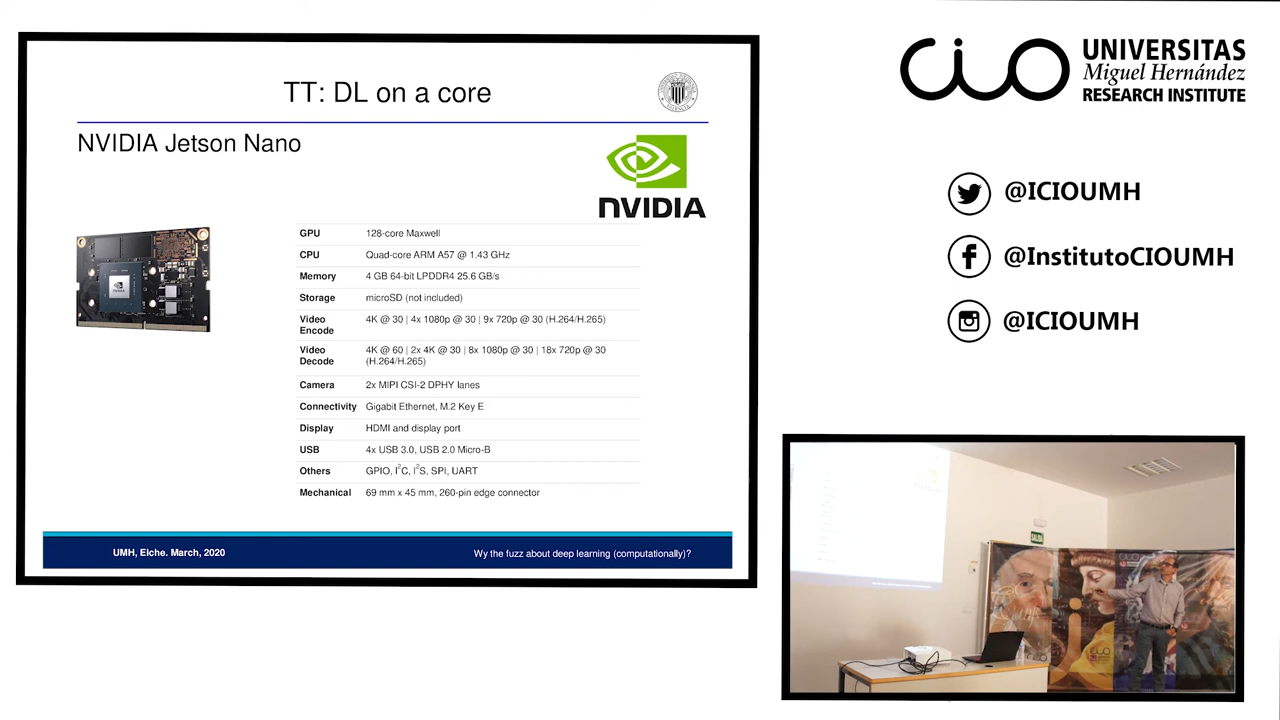 TT: DL on a core
NVIDIA Jetson Nano
NVIDIA
GPU 128-core Maxwell
CPU Quad-core ARM A57 @ 1.43 GHz
Memory 4 GB 64-bit LPDDR4 25.6 GB/s
Storage microSD (not included)
Video Encode 4K @ 30 | 4x 1080p @ 30 | 9x 720p @ 30 (H.264/H.265)
Video Decode 4K @ 60 | 2x 4K @ 30 | 8x 1080p @ 30 | 18x 720p @ 30
(H.264/H.265)
Camera 2x MIPI CSI-2 DPHY lanes
Connectivity Gigabit Ethernet, M.2 Key E
Display HDMI and display port
USB 4x USB 3.0, USB 2.0 Micro-B
Others GPIO, I²C, I²S, SPI, UART
Mechanical 69 mm x 45 mm, 260-pin edge connector
UMH, Elche. March, 2020
Wy the fuzz about deep learning (computationally)?
cio
UNIVERSITAS
Miguel Hernández
RESEARCH INSTITUTE
@ICIOUMH
@InstitutoCIOUMH
@ICIOUMH
NVIDIA
SALIDA